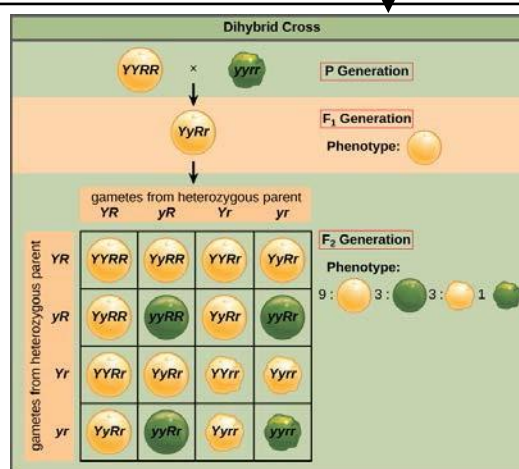 Dihybrid Cross
YYRR × yyrr
P Generation
YyRr
F1 Generation
Phenotype:
gametes from heterozygous parent
YR yR Yr yr
gametes from heterozygous parent
YR YYRR YyRR YYRr YyRr
yR YyRR yyRR YyRr yyRr
Yr YYRr YyRr YYrr Yyrr
yr YyRr yyRr Yyrr yyrr
F2 Generation
Phenotype:
9 : 3 : 3 : 1